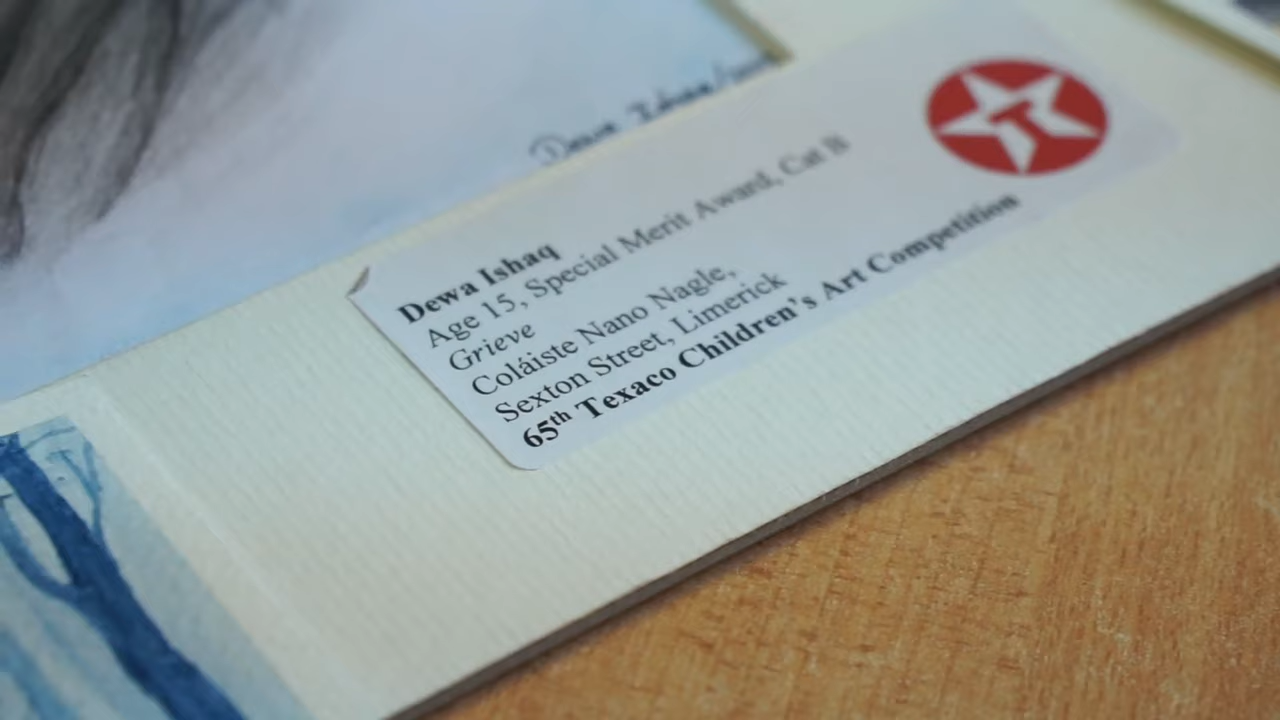 Dewa Ishaq
Age 15, Special Merit Award, Cat B
Grieve
Coláiste Nano Nagle,
Sexton Street, Limerick
65th Texaco Children's Art Competition
T